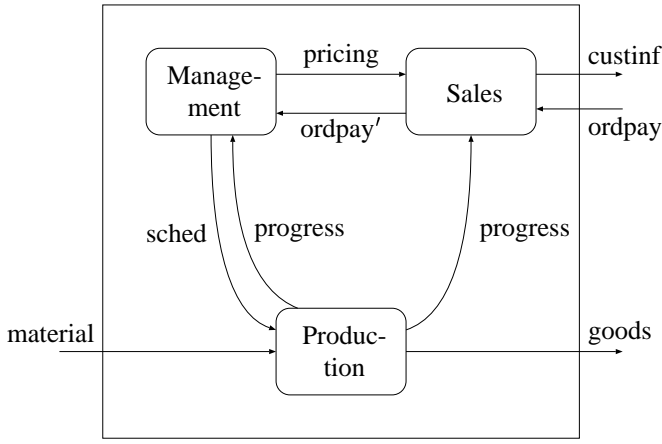 pricing
custinf
Manage-
ment
Sales
ordpay′
ordpay
sched
progress
progress
material
Produc-
tion
goods